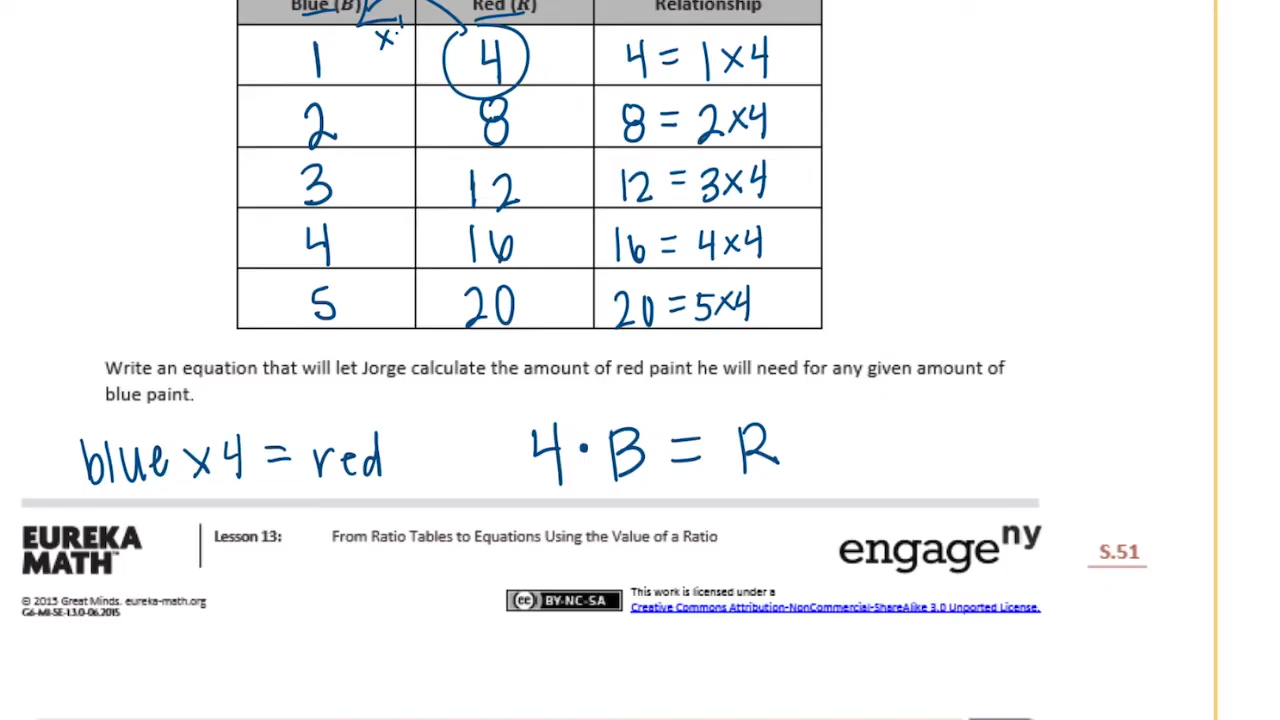 Blue (B) Red (R) Relationship
x
1 4 4 = 1 x 4
2 8 8 = 2 x 4
3 12 12 = 3 x 4
4 16 16 = 4 x 4
5 20 20 = 5 x 4
Write an equation that will let Jorge calculate the amount of red paint he will need for any given amount of
blue paint.
blue x 4 = red 4 · B = R
EUREKA
MATH™
Lesson 13: From Ratio Tables to Equations Using the Value of a Ratio
engage ny
S.51
© 2015 Great Minds. eureka-math.org
G6-M1-SE-1.3.0-06.2015
cc BY-NC-SA
This work is licensed under a
Creative Commons Attribution-NonCommercial-ShareAlike 3.0 Unported License.